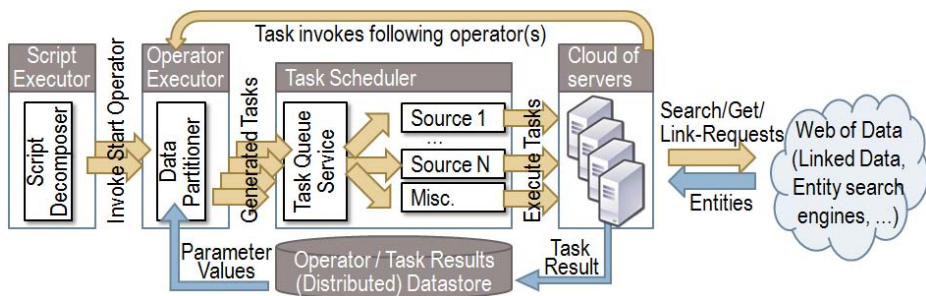 Task invokes following operator(s)
Script
Executor
Script
Decomposer
Invoke Start Operator
Operator
Executor
Data
Partitioner
Generated Tasks
Task Scheduler
Task Queue
Service
Source 1
...
Source N
Misc.
Execute Tasks
Cloud of
servers
Search/Get/
Link-Requests
Entities
Web of Data
(Linked Data,
Entity search
engines, ...)
Parameter
Values
Operator / Task Results
(Distributed) Datastore
Task
Result